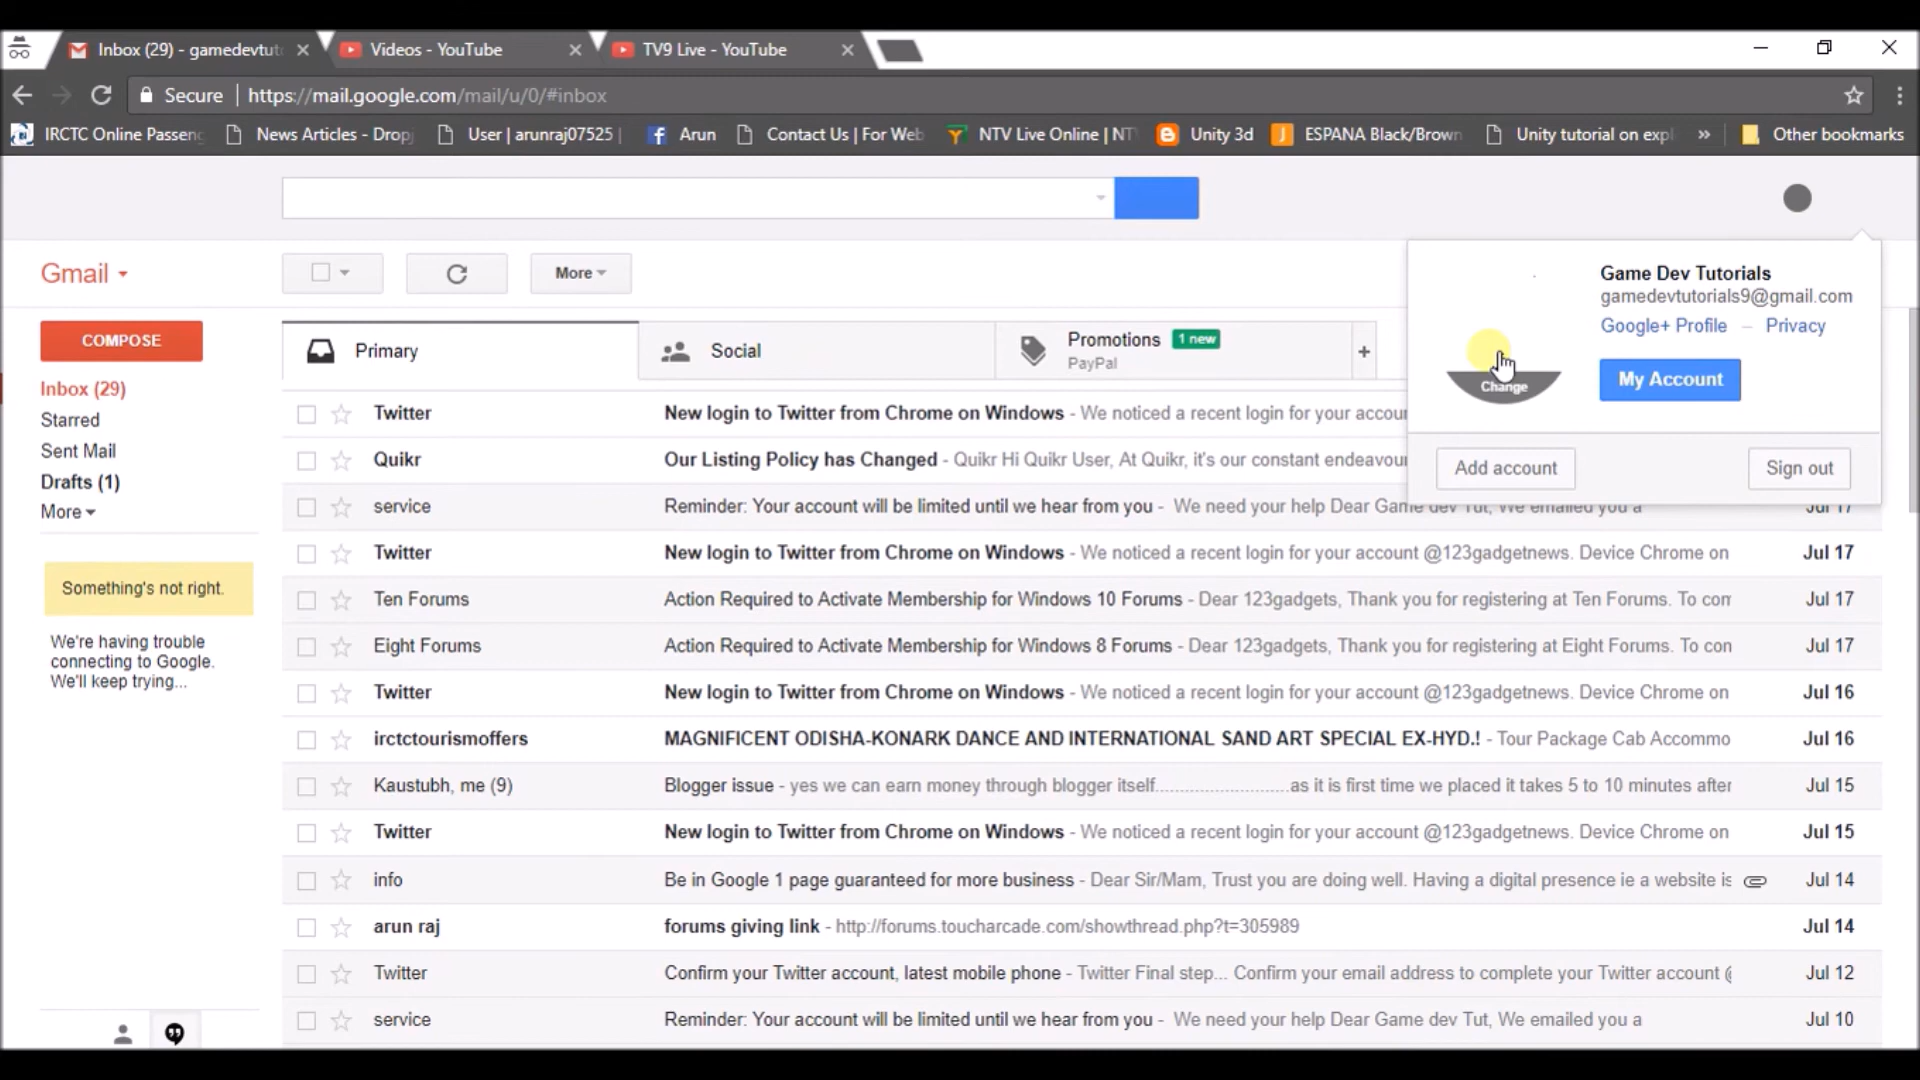 Inbox (29) - gamedevtut
Videos - YouTube
TV9 Live - YouTube
Secure
https://mail.google.com/mail/u/0/#inbox
IRCTC Online Passeng
News Articles - Drop
User | arunraj07525 |
Arun
Contact Us | For Web
NTV Live Online | NT
Unity 3d
ESPANA Black/Brown
Unity tutorial on expl
»
Other bookmarks
Gmail
More
Game Dev Tutorials
gamedevtutorials9@gmail.com
Google+ Profile – Privacy
Change
My Account
Add account
Sign out
COMPOSE
Inbox (29)
Starred
Sent Mail
Drafts (1)
More
Something's not right.
We're having trouble
connecting to Google.
We'll keep trying...
Primary
Social
Promotions 1 new
PayPal
+
Twitter New login to Twitter from Chrome on Windows - We noticed a recent login for your accour
Quikr Our Listing Policy has Changed - Quikr Hi Quikr User, At Quikr, it's our constant endeavou
service Reminder: Your account will be limited until we hear from you - We need your help Dear Game dev Tut, We emailed you a Jul 17
Twitter New login to Twitter from Chrome on Windows - We noticed a recent login for your account @123gadgetnews. Device Chrome on Jul 17
Ten Forums Action Required to Activate Membership for Windows 10 Forums - Dear 123gadgets, Thank you for registering at Ten Forums. To com Jul 17
Eight Forums Action Required to Activate Membership for Windows 8 Forums - Dear 123gadgets, Thank you for registering at Eight Forums. To con Jul 17
Twitter New login to Twitter from Chrome on Windows - We noticed a recent login for your account @123gadgetnews. Device Chrome on Jul 16
irctctourismoffers MAGNIFICENT ODISHA-KONARK DANCE AND INTERNATIONAL SAND ART SPECIAL EX-HYD.! - Tour Package Cab Accommo Jul 16
Kaustubh, me (9) Blogger issue - yes we can earn money through blogger itself...........................as it is first time we placed it takes 5 to 10 minutes after Jul 15
Twitter New login to Twitter from Chrome on Windows - We noticed a recent login for your account @123gadgetnews. Device Chrome on Jul 15
info Be in Google 1 page guaranteed for more business - Dear Sir/Mam, Trust you are doing well. Having a digital presence ie a website is Jul 14
arun raj forums giving link - http://forums.toucharcade.com/showthread.php?t=305989 Jul 14
Twitter Confirm your Twitter account, latest mobile phone - Twitter Final step... Confirm your email address to complete your Twitter account @ Jul 12
service Reminder: Your account will be limited until we hear from you - We need your help Dear Game dev Tut, We emailed you a Jul 10